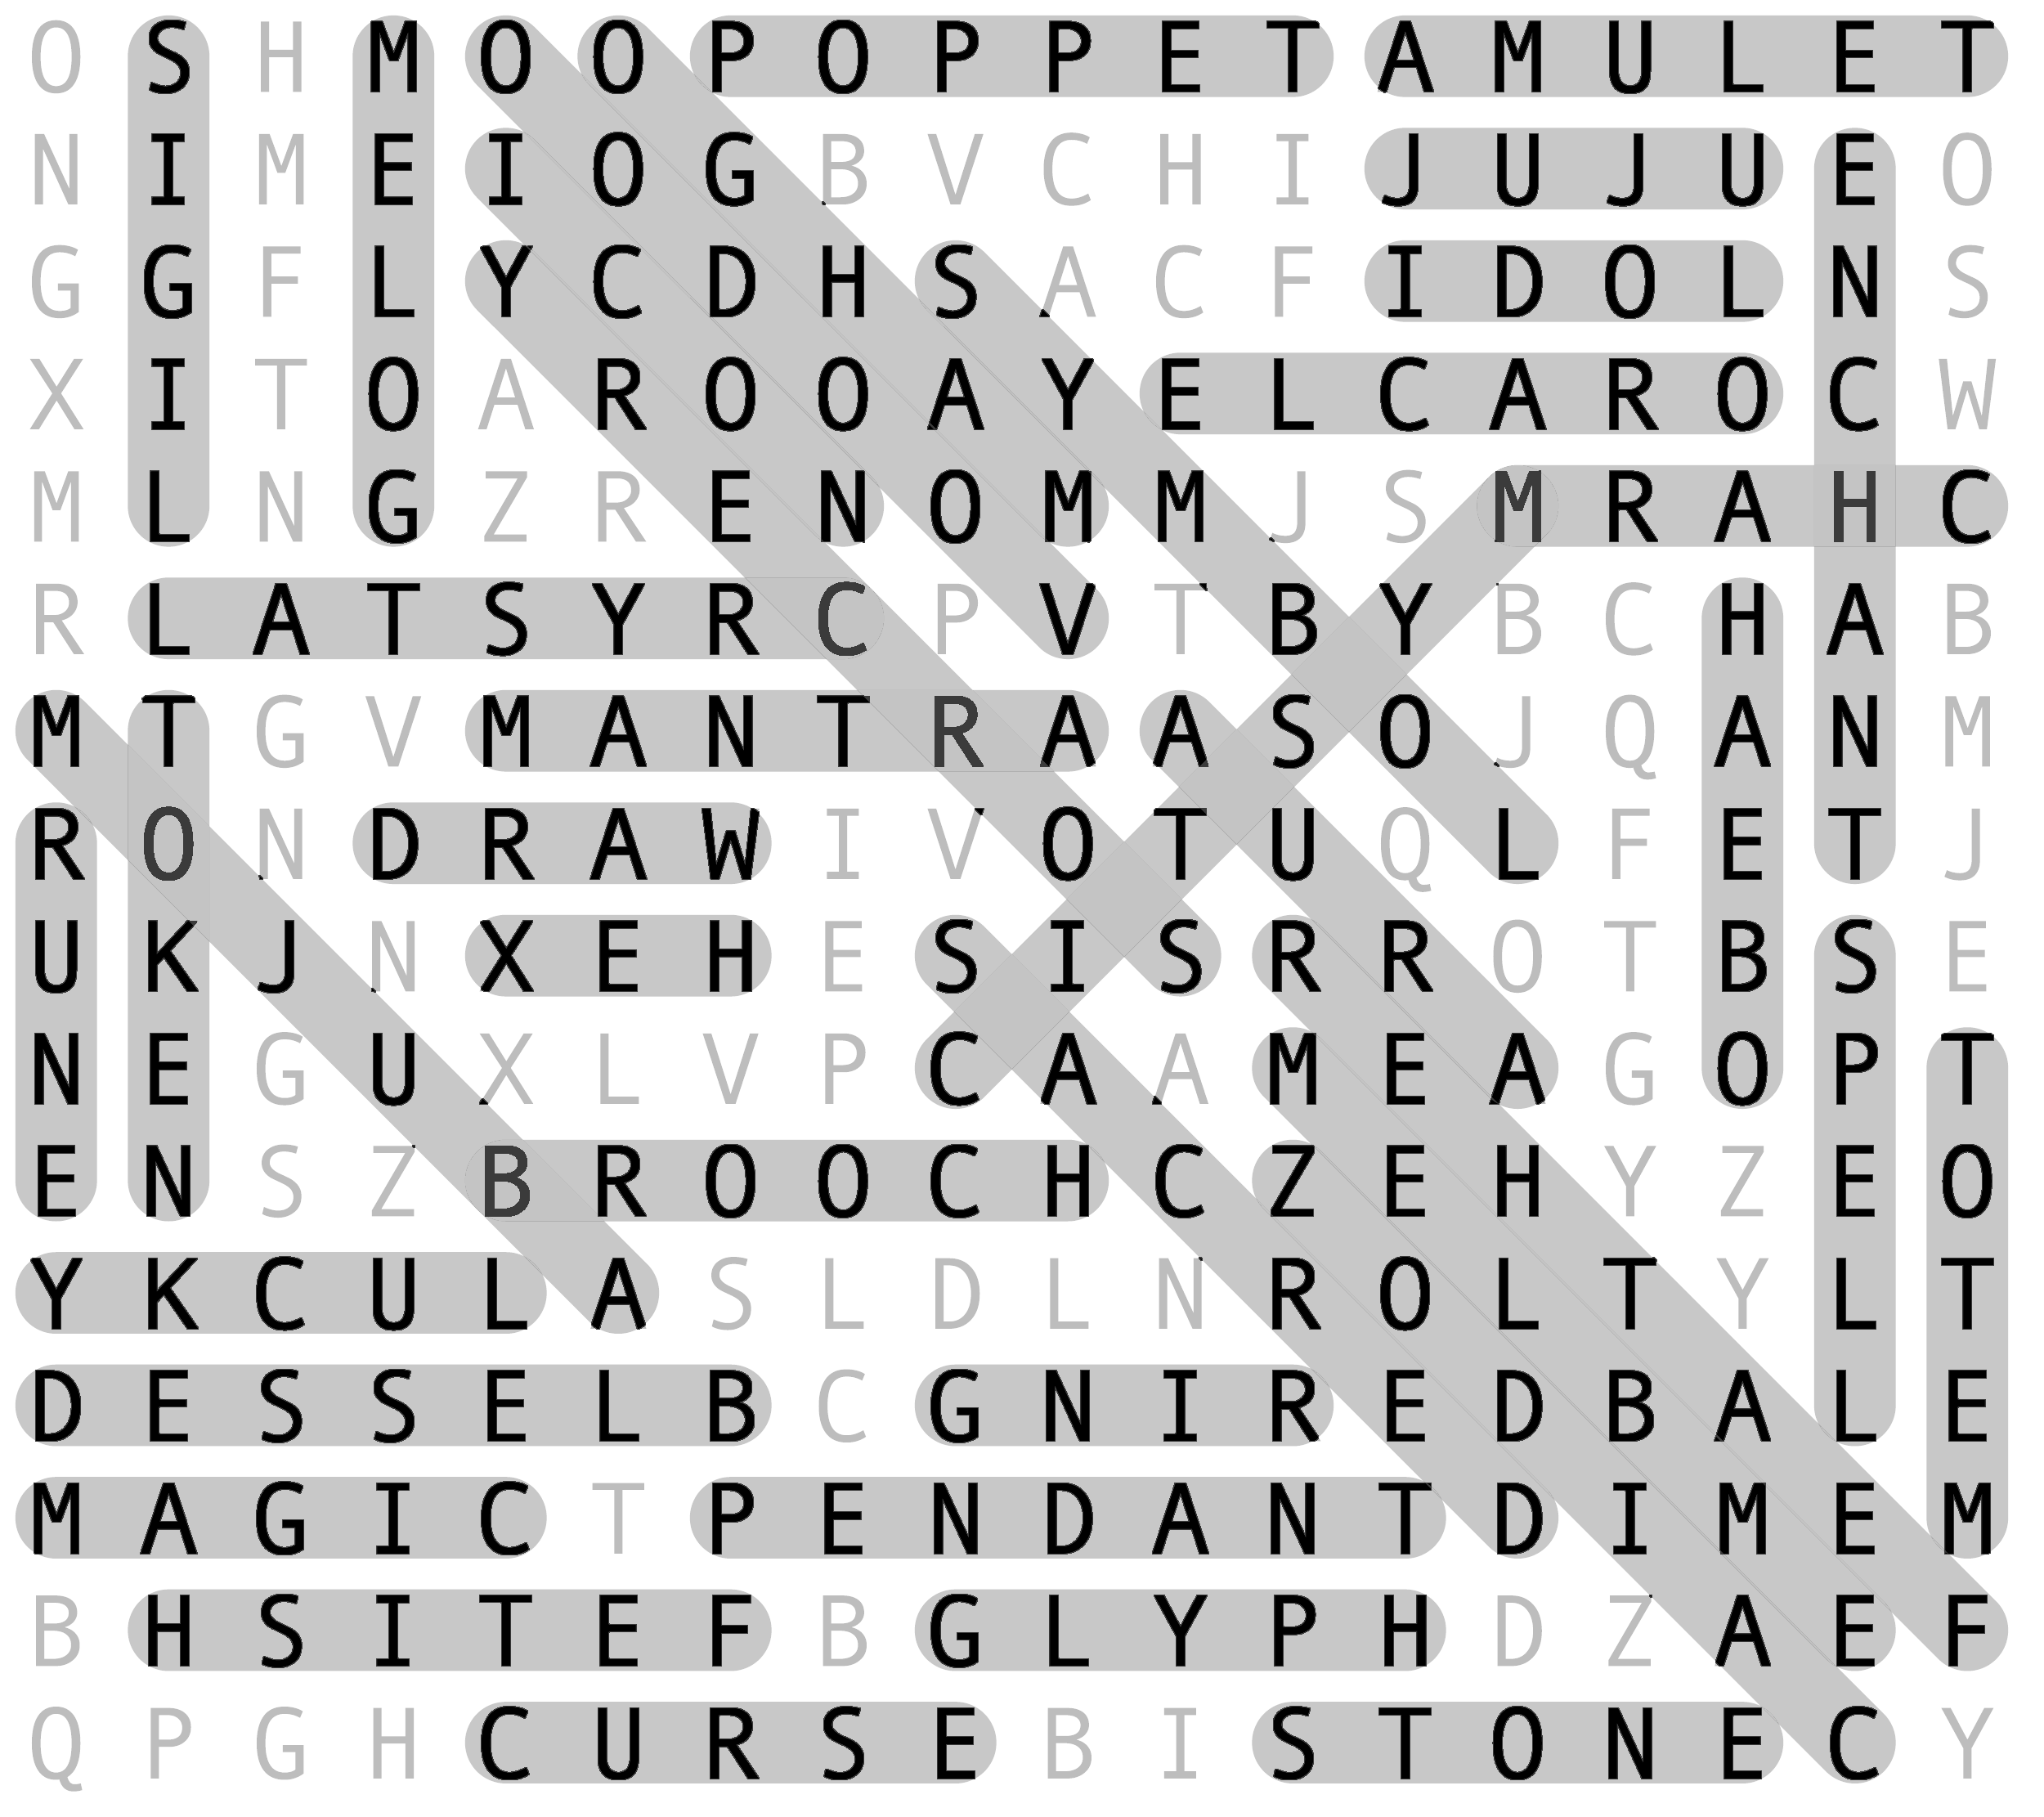 O S H M O O P O P P E T A M U L E T
N I M E I O G B V C H I J U J U E O
G G F L Y C D H S A C F I D O L N S
X I T O A R O O A Y E L C A R O C W
M L N G Z R E N O M M J S M R A H C
R L A T S Y R C P V T B Y B C H A B
M T G V M A N T R A A S O J Q A N M
R O N D R A W I V O T U Q L F E T J
U K J N X E H E S I S R R O T B S E
N E G U X L V P C A A M E A G O P T
E N S Z B R O O C H C Z E H Y Z E O
Y K C U L A S L D L N R O L T Y L T
D E S S E L B C G N I R E D B A L E
M A G I C T P E N D A N T D I M E M
B H S I T E F B G L Y P H D Z A E F
Q P G H C U R S E B I S T O N E C Y